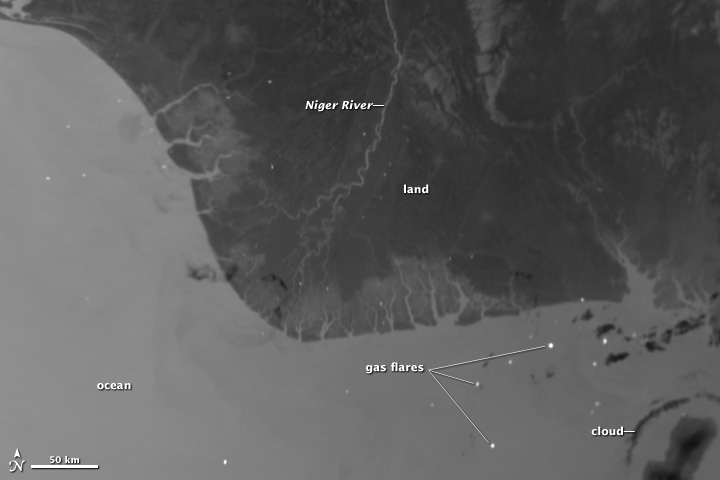 Niger River
land
gas flares
ocean
cloud
N
50 km